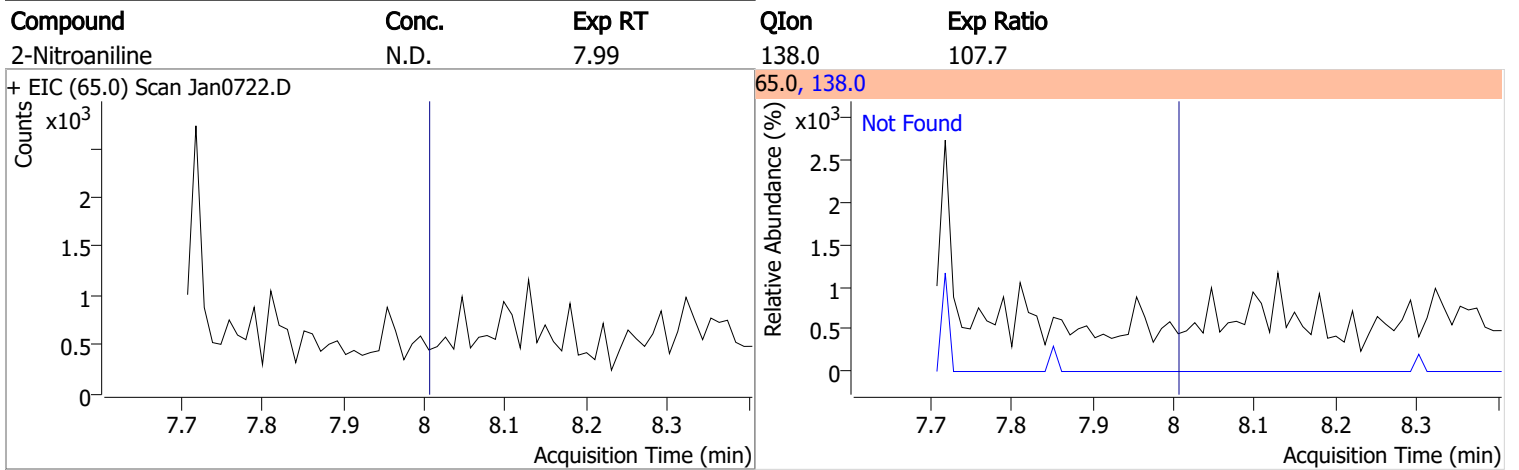 Compound Conc. Exp RT QIon Exp Ratio
2-Nitroaniline N.D. 7.99 138.0 107.7
+ EIC (65.0) Scan Jan0722.D
Counts
x10³
2
1.5
1
0.5
0
7.7 7.8 7.9 8 8.1 8.2 8.3
Acquisition Time (min)
65.0, 138.0
Relative Abundance (%)
x10³
Not Found
2.5
2
1.5
1
0.5
0
7.7 7.8 7.9 8 8.1 8.2 8.3
Acquisition Time (min)